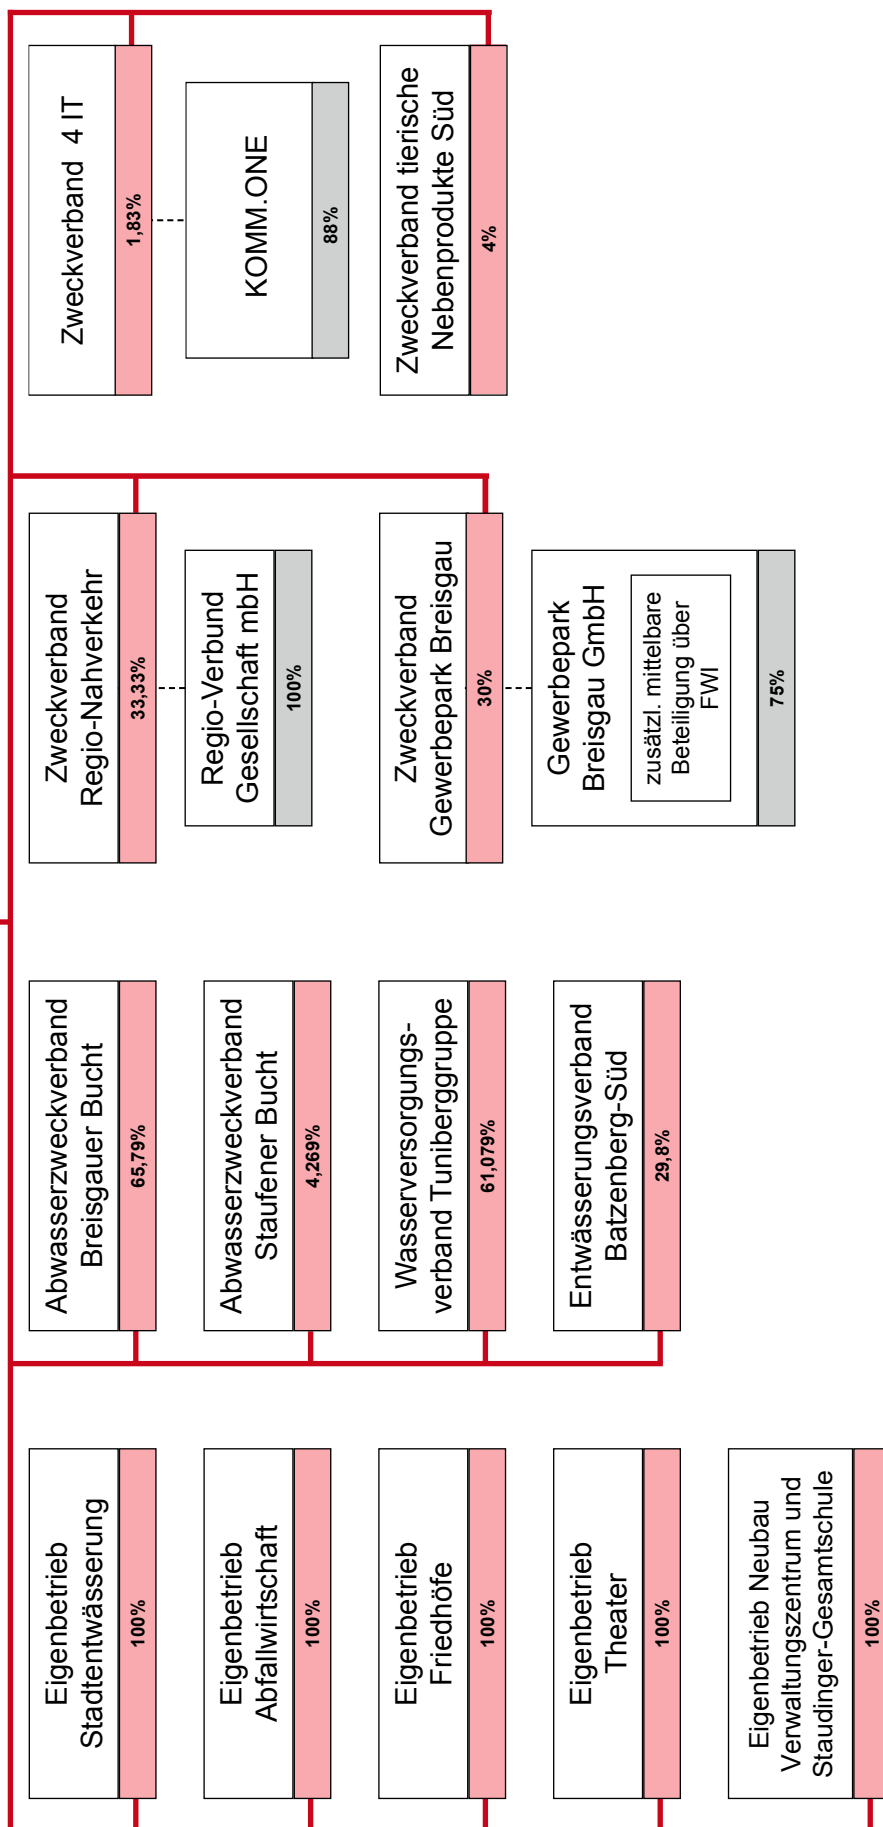 Eigenbetrieb
Stadtentwässerung
100%
Eigenbetrieb
Abfallwirtschaft
100%
Eigenbetrieb
Friedhöfe
100%
Eigenbetrieb
Theater
100%
Eigenbetrieb Neubau
Verwaltungszentrum und
Staudinger-Gesamtschule
100%
Abwasserzweckverband
Breisgauer Bucht
65,79%
Abwasserzweckverband
Staufener Bucht
4,269%
Wasserversorgungs-
verband Tuniberggruppe
61,079%
Entwässerungsverband
Batzenberg-Süd
29,8%
Zweckverband
Regio-Nahverkehr
33,33%
Regio-Verbund
Gesellschaft mbH
100%
Zweckverband
Gewerbepark Breisgau
30%
Gewerbepark
Breisgau GmbH
zusätzl. mittelbare
Beteiligung über
FWI
75%
Zweckverband 4 IT
1,83%
KOMM.ONE
88%
Zweckverband tierische
Nebenprodukte Süd
4%